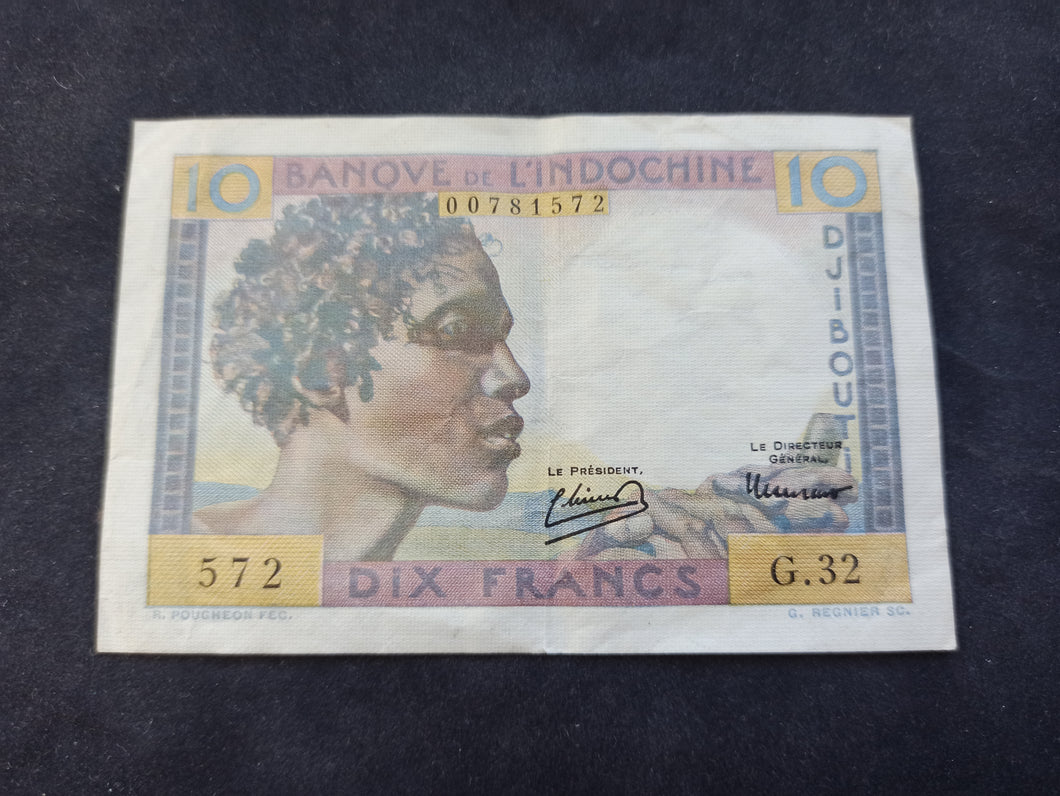 10 BANQVE DE L'INDOCHINE 10
00781572
DJIBOUTI
LE DIRECTEUR
GÉNÉRAL,
LE PRÉSIDENT,
572 DIX FRANCS G.32
R. POUGHEON FEC. G. REGNIER SC.